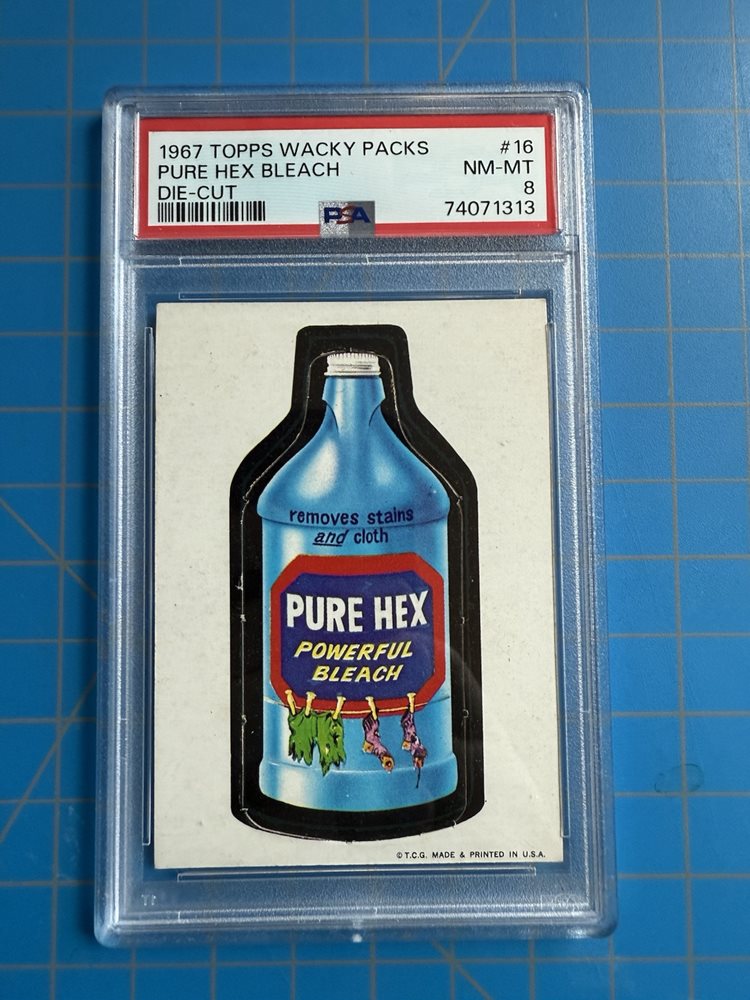 1967 TOPPS WACKY PACKS #16
PURE HEX BLEACH NM-MT
DIE-CUT 8
PSA 74071313
removes stains
and cloth
PURE HEX
POWERFUL
BLEACH
© T.C.G. MADE & PRINTED IN U.S.A.